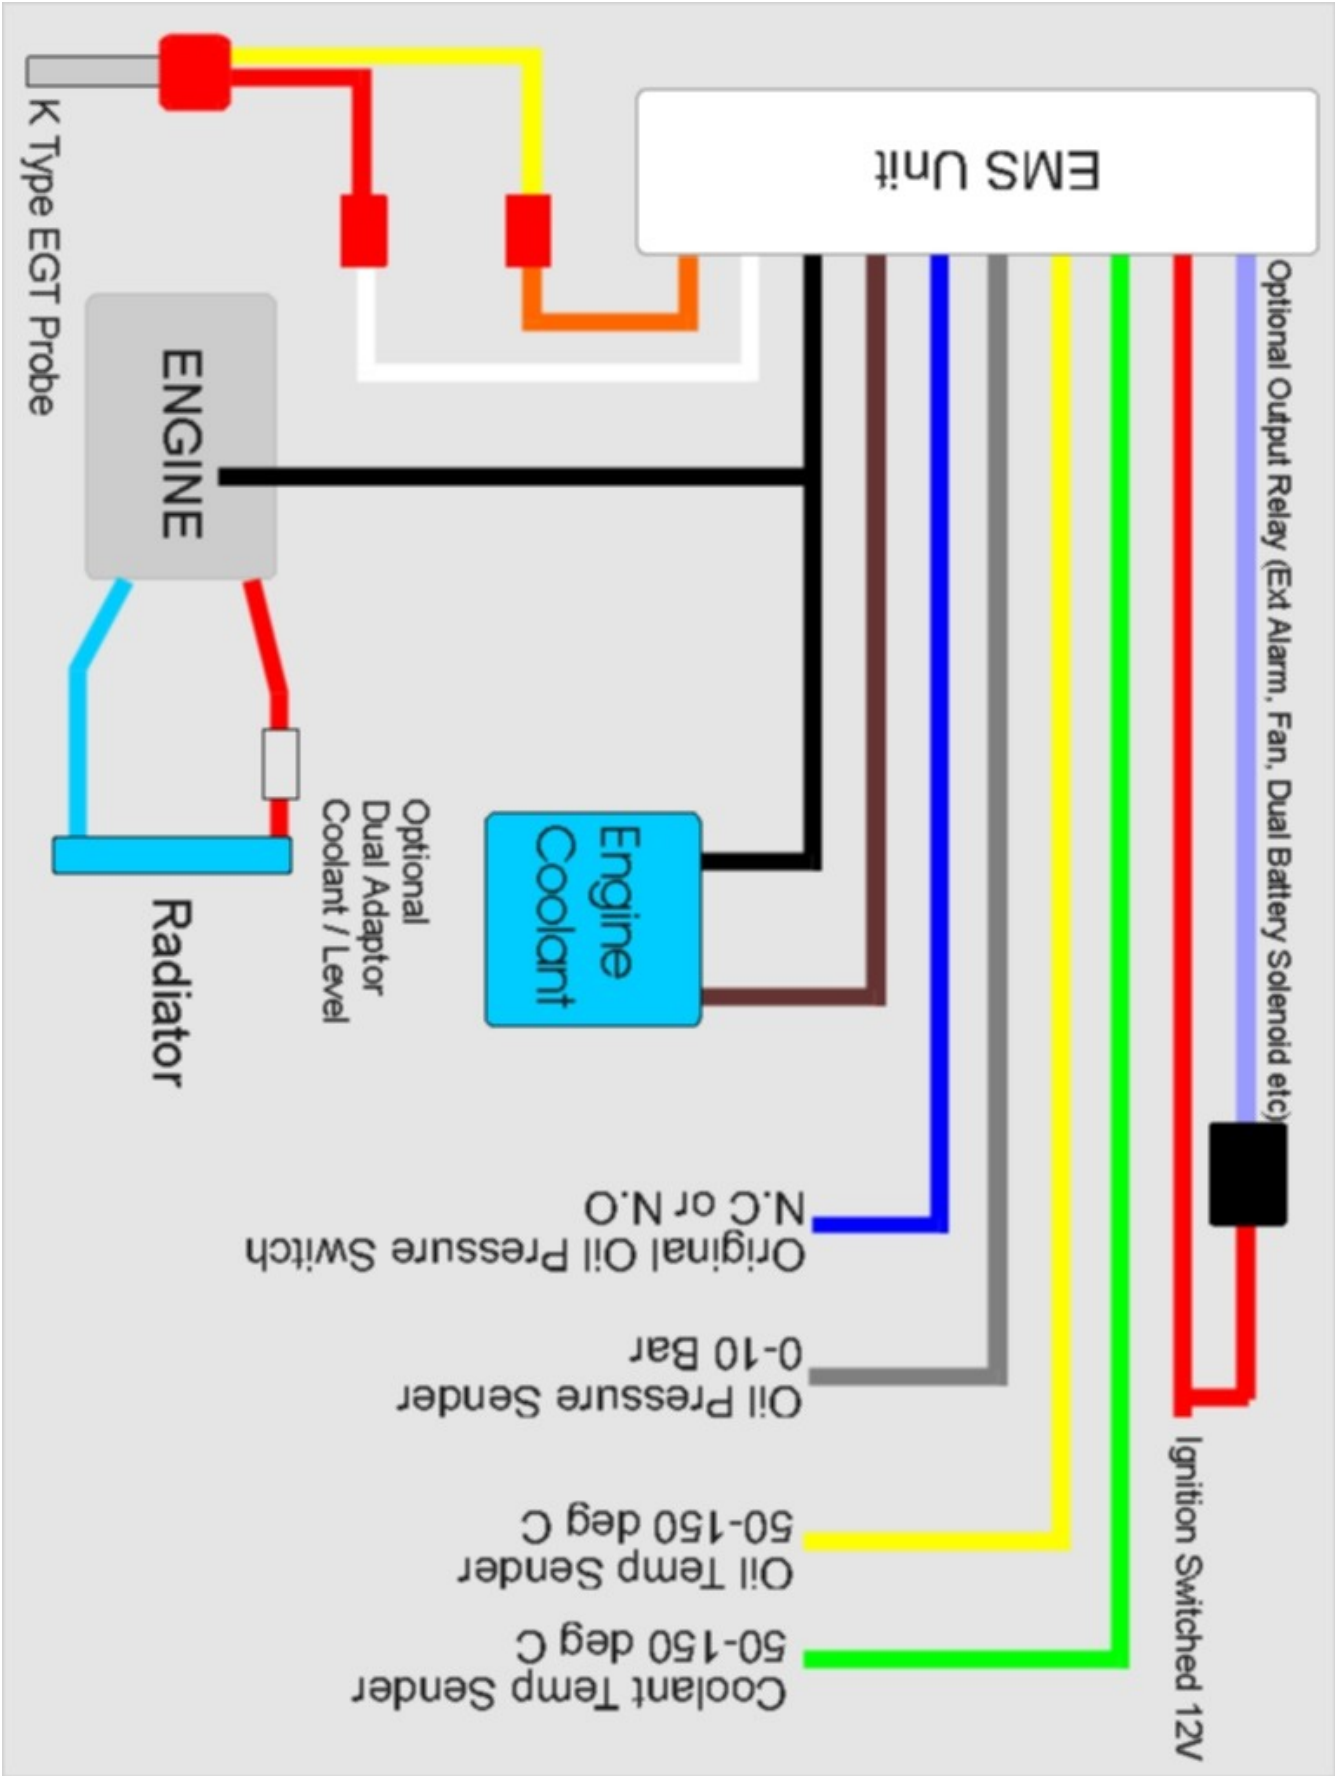 EMS Unit
K Type EGT Probe
ENGINE
Optional Output Relay (Ext Alarm, Fan, Dual Battery Solenoid etc)
Optional
Dual Adaptor
Coolant / Level
Engine
Coolant
Radiator
Original Oil Pressure Switch
N.C or N.O
Oil Pressure Sender
0-10 Bar
Oil Temp Sender
50-150 deg C
Coolant Temp Sender
50-150 deg C
Ignition Switched 12V